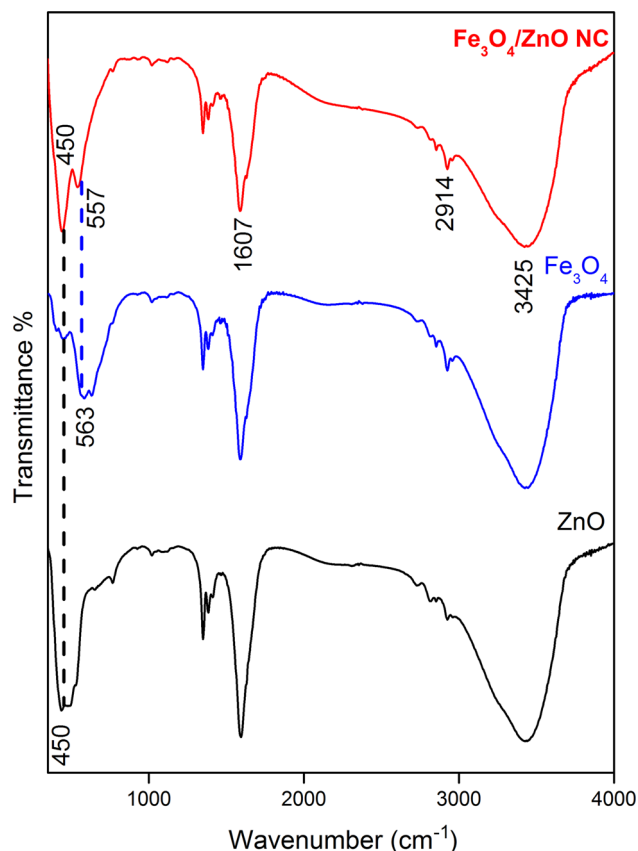 Fe₃O₄/ZnO NC
450
557
1607
2914
3425
Fe₃O₄
563
ZnO
450
Transmittance %
1000
2000
3000
4000
Wavenumber (cm⁻¹)